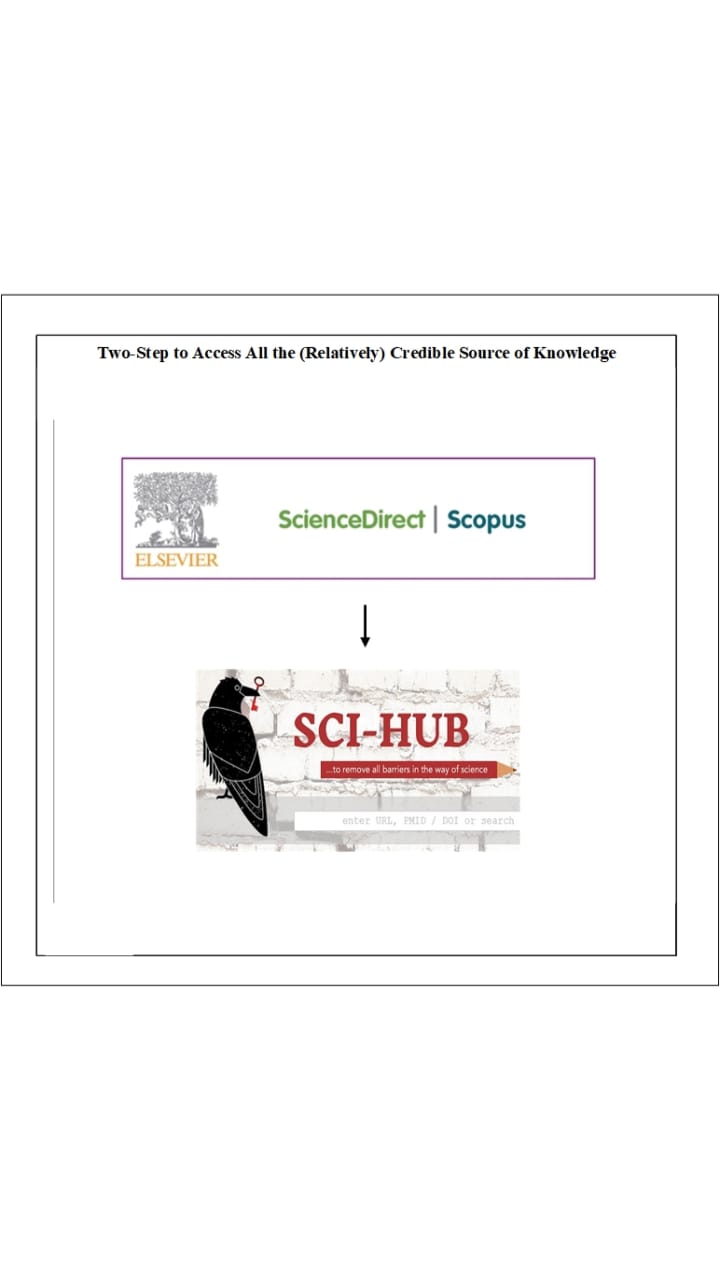 Two-Step to Access All the (Relatively) Credible Source of Knowledge
ScienceDirect | Scopus
ELSEVIER
SCI-HUB
...to remove all barriers in the way of science
enter URL, PMID / DOI or search